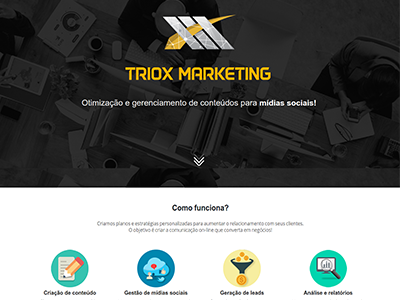 TRIOX MARKETING
Otimização e gerenciamento de conteúdos para mídias sociais!
Como funciona?
Criamos planos e estratégias personalizadas para aumentar o relacionamento com seus clientes.
O objetivo é criar a comunicação on-line que converta em negócios!
Criação de conteúdo
Gestão de mídias sociais
Geração de leads
Análise e relatórios